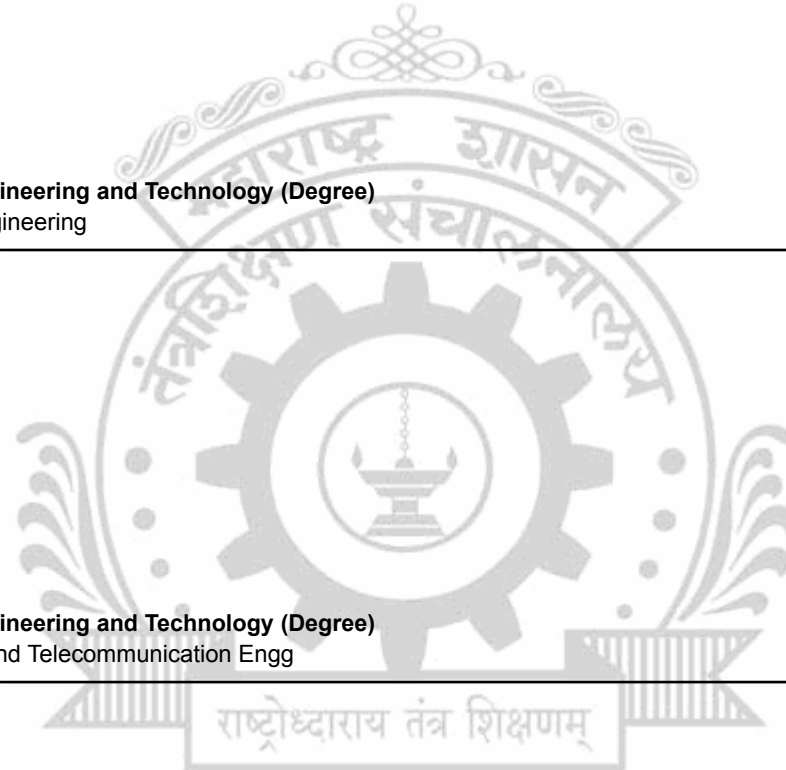 महाराष्ट्र शासन
ineering and Technology (Degree)
gineering
तंत्रशिक्षण संचालनालय
ineering and Technology (Degree)
nd Telecommunication Engg
राष्ट्रोध्दाराय तंत्र शिक्षणम्